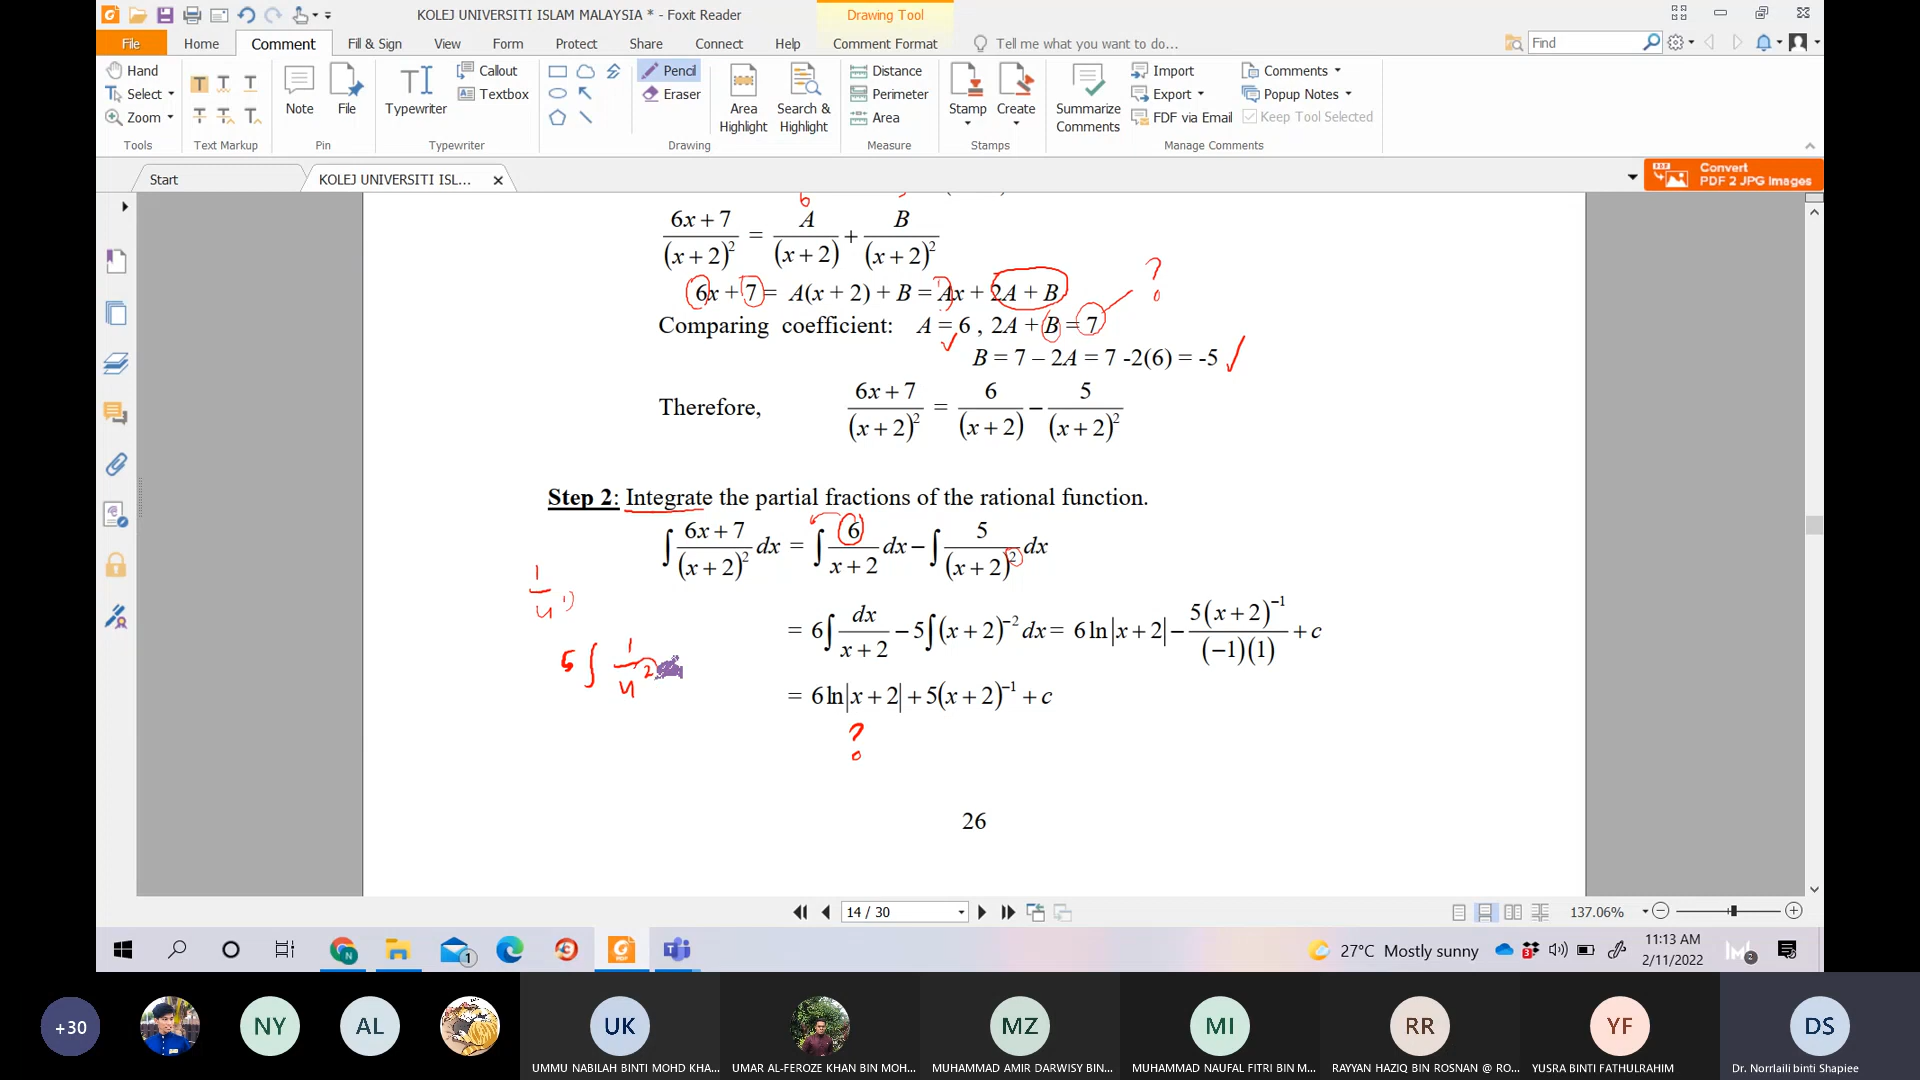 KOLEJ UNIVERSITI ISLAM MALAYSIA * - Foxit Reader
Drawing Tool
File Home Comment Fill & Sign View Form Protect Share Connect Help Comment Format Tell me what you want to do... Find
Hand Select Zoom Tools
Text Markup
Note File Pin
Typewriter Callout Textbox Typewriter
Pencil Eraser Area Highlight Search & Highlight Drawing
Distance Perimeter Area Measure
Stamp Create Stamps
Summarize Comments Import Export FDF via Email Comments Popup Notes Keep Tool Selected Manage Comments
Start KOLEJ UNIVERSITI ISL... Convert PDF 2 JPG Images
6
(6x + 7)/(x + 2)² = A/(x + 2) + B/(x + 2)²
?
6x + 7 = A(x + 2) + B = Ax + 2A + B
Comparing coefficient: A = 6 , 2A + B = 7
✓
B = 7 – 2A = 7 -2(6) = -5 ✓
Therefore, (6x + 7)/(x + 2)² = 6/(x + 2) − 5/(x + 2)²
Step 2: Integrate the partial fractions of the rational function.
∫ (6x + 7)/(x + 2)² dx = ∫ 6/(x + 2) dx − ∫ 5/(x + 2)² dx
1/u
= 6∫ dx/(x + 2) − 5∫(x + 2)⁻² dx = 6 ln|x + 2| − 5(x + 2)⁻¹/((−1)(1)) + c
5 ∫ 1/u²
= 6 ln|x + 2| + 5(x + 2)⁻¹ + c
?
26
14 / 30 137.06%
1 27°C Mostly sunny 3 11:13 AM 2
2/11/2022
+30 NY AL UK MZ MI RR YF DS
UMMU NABILAH BINTI MOHD KHA... UMAR AL-FEROZE KHAN BIN MOH... MUHAMMAD AMIR DARWISY BIN... MUHAMMAD NAUFAL FITRI BIN M... RAYYAN HAZIQ BIN ROSNAN @ RO... YUSRA BINTI FATHULRAHIM Dr. Norrlaili binti Shapiee